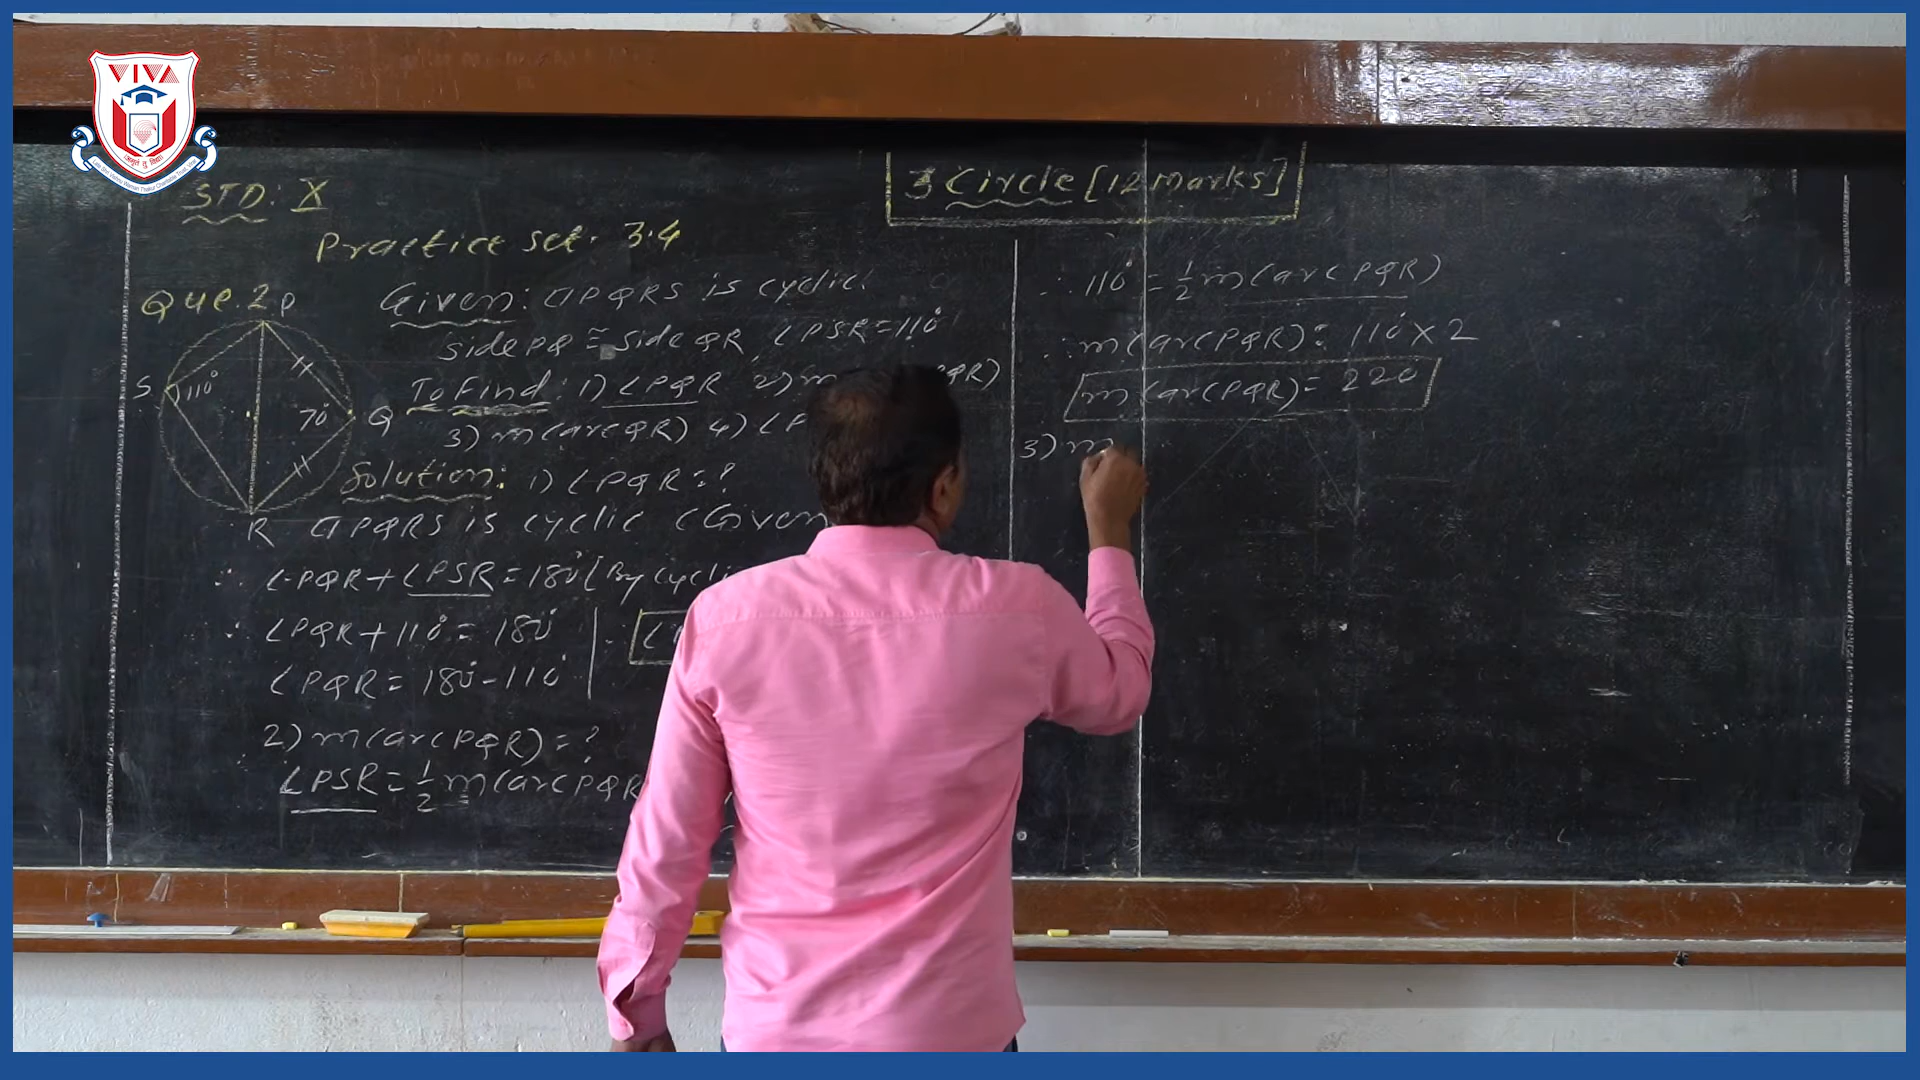 VIVA
STD: X
3 Circle [12 Marks]
Practice set. 3.4
Que. 2
P
S
110°
70°
Q
R
Given: □PQRS is cyclic.
side PQ ≅ side QR, ∠PSR = 110°
To Find: 1) ∠PQR 2) m QR)
3) m(arc QR) 4) ∠P
Solution: 1) ∠PQR = ?
□PQRS is cyclic (Given
∴ ∠PQR + ∠PSR = 180° [By cycli
∴ ∠PQR + 110° = 180°
∠PQR = 180° - 110°
2) m(arc PQR) = ?
∴ ∠PSR = 1/2 m(arc PQR
∴ 110° = 1/2 m(arc PQR)
∴ m(arc PQR) = 110° × 2
m(arc PQR) = 220°
3) m